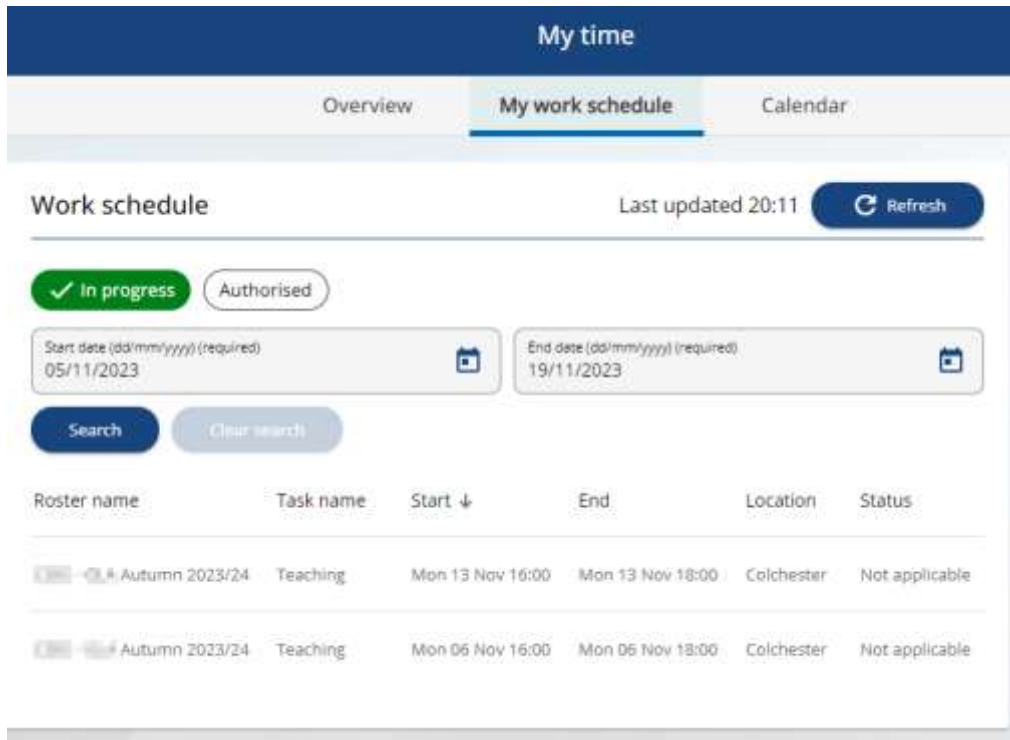 My time
Overview My work schedule Calendar
Work schedule Last updated 20:11 Refresh
In progress Authorised
Start date (dd/mm/yyyy) (required) End date (dd/mm/yyyy) (required)
05/11/2023 19/11/2023
Search Clear search
Roster name Task name Start ↓ End Location Status
Autumn 2023/24 Teaching Mon 13 Nov 16:00 Mon 13 Nov 18:00 Colchester Not applicable
Autumn 2023/24 Teaching Mon 06 Nov 16:00 Mon 06 Nov 18:00 Colchester Not applicable